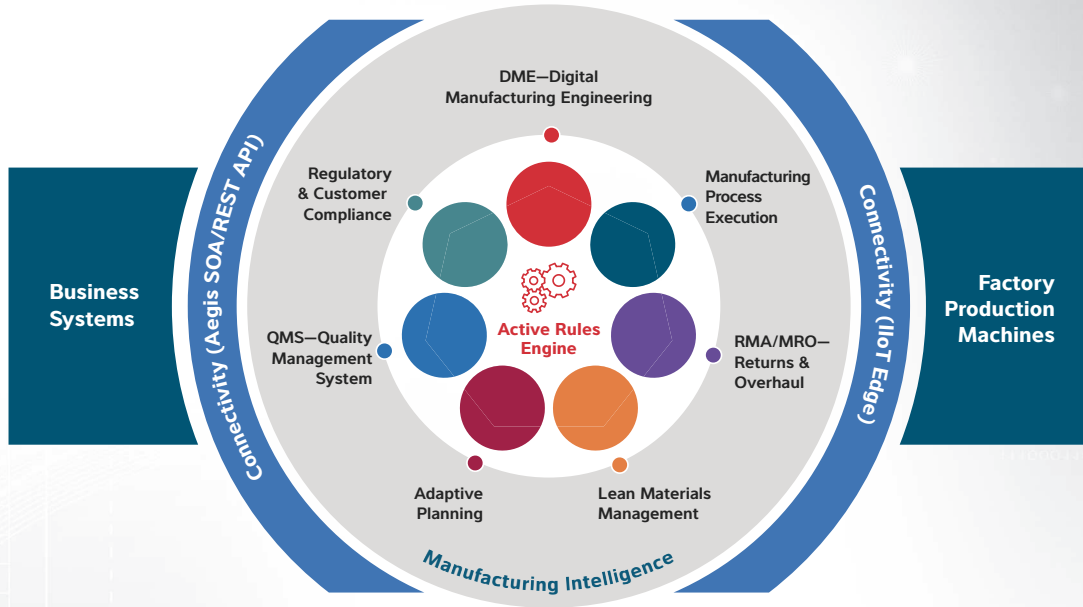 DME—Digital
Manufacturing Engineering
Regulatory
& Customer
Compliance
Manufacturing
Process
Execution
Connectivity (Aegis SOA/REST API)
Connectivity (IIoT Edge)
Business
Systems
Factory
Production
Machines
Active Rules
Engine
QMS—Quality
Management
System
RMA/MRO—
Returns &
Overhaul
Adaptive
Planning
Lean Materials
Management
Manufacturing Intelligence